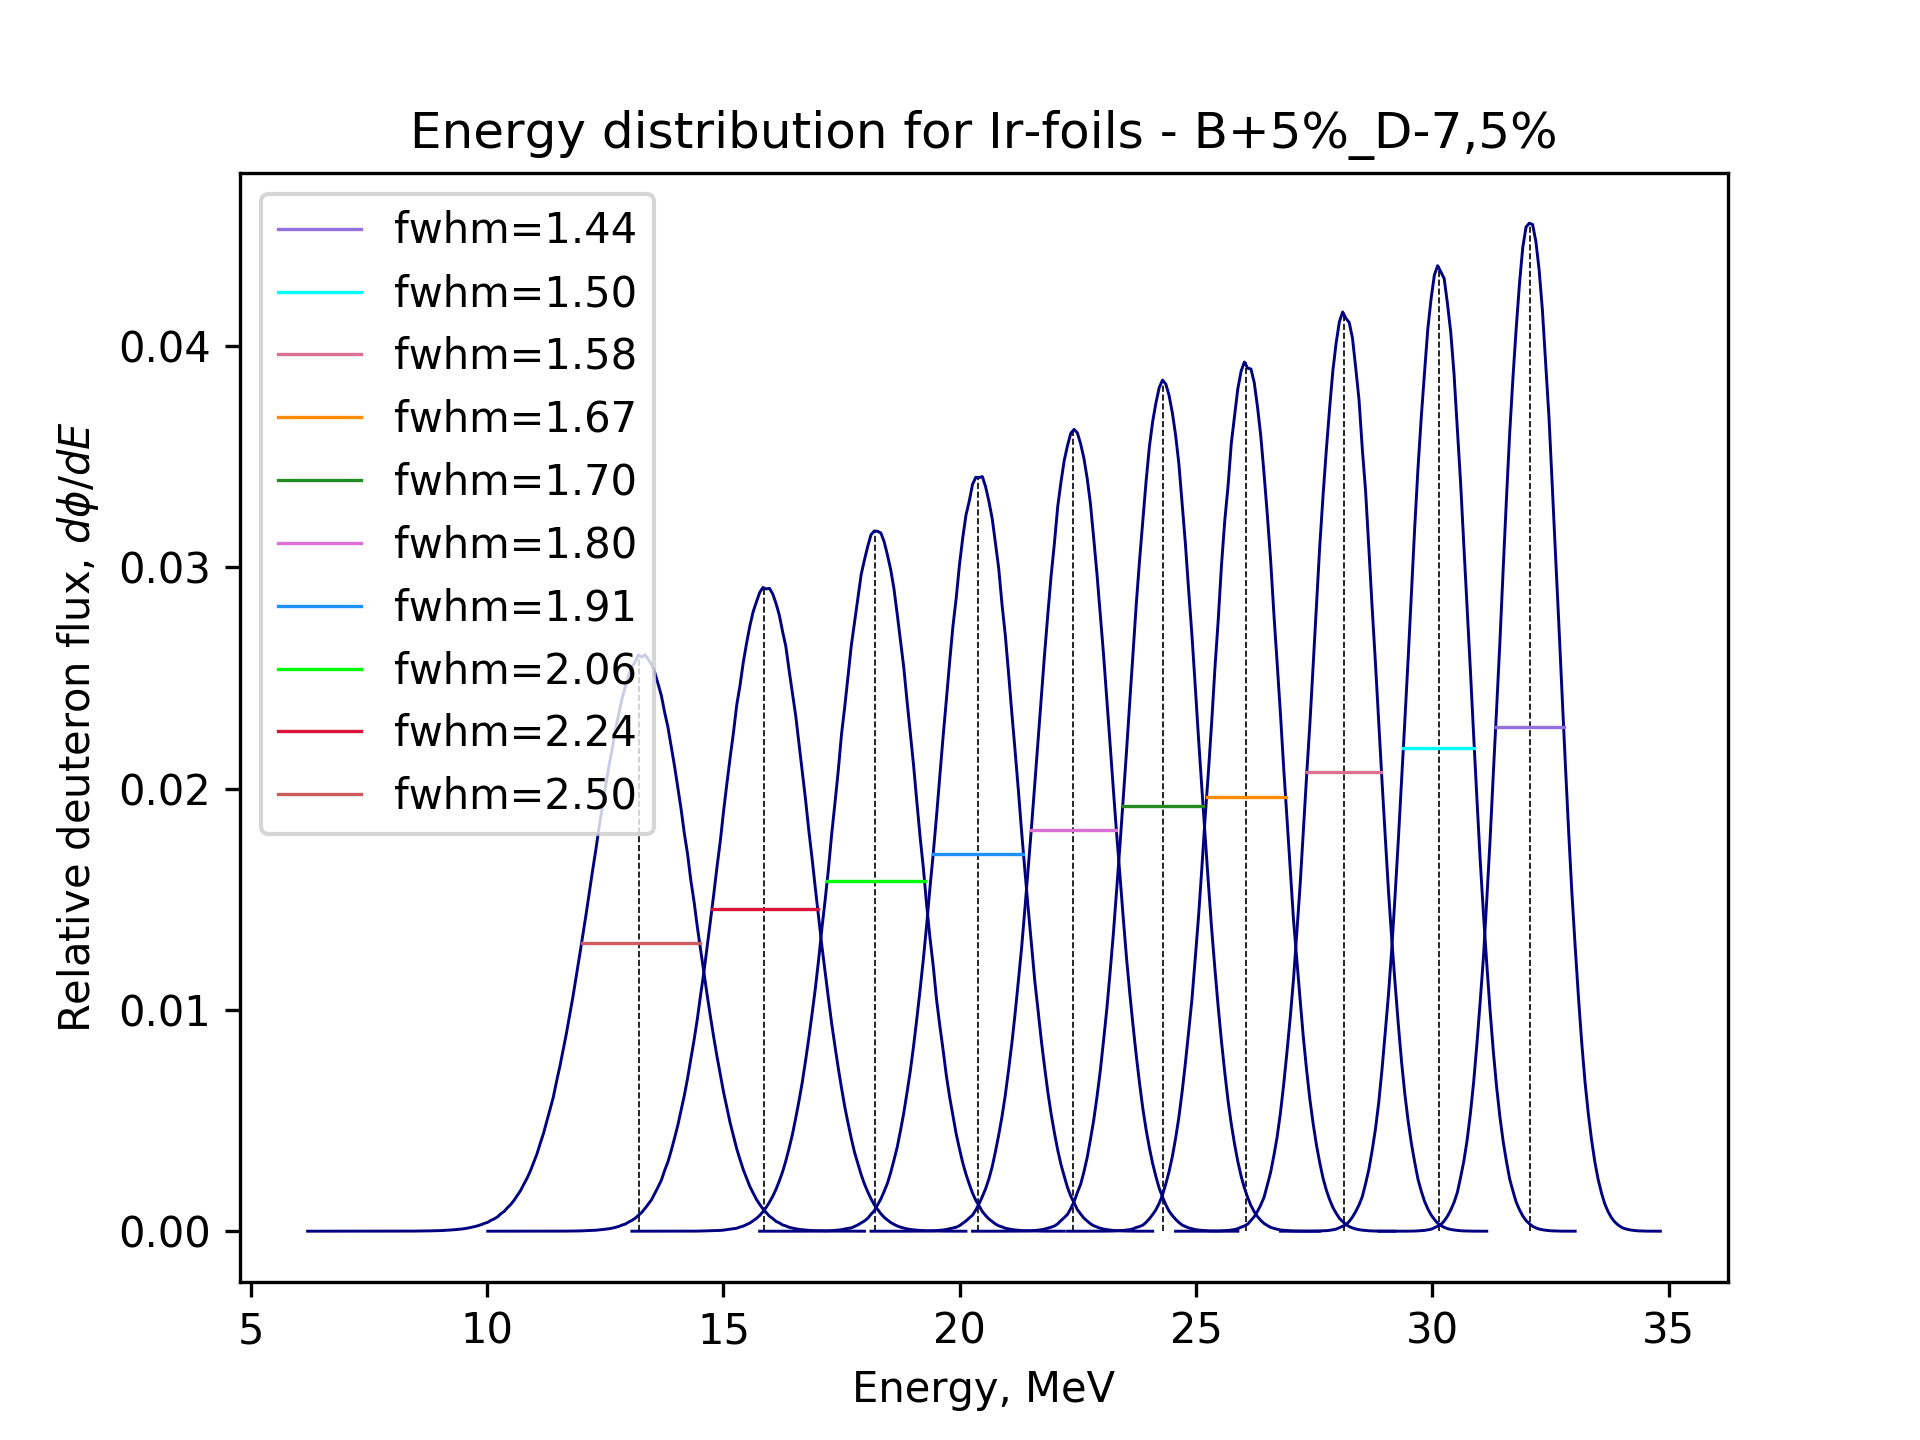 Energy distribution for Ir-foils - B+5%_D-7,5%
fwhm=1.44
fwhm=1.50
fwhm=1.58
fwhm=1.67
fwhm=1.70
fwhm=1.80
fwhm=1.91
fwhm=2.06
fwhm=2.24
fwhm=2.50
Relative deuteron flux, dϕ/dE
0.04
0.03
0.02
0.01
0.00
5 10 15 20 25 30 35
Energy, MeV